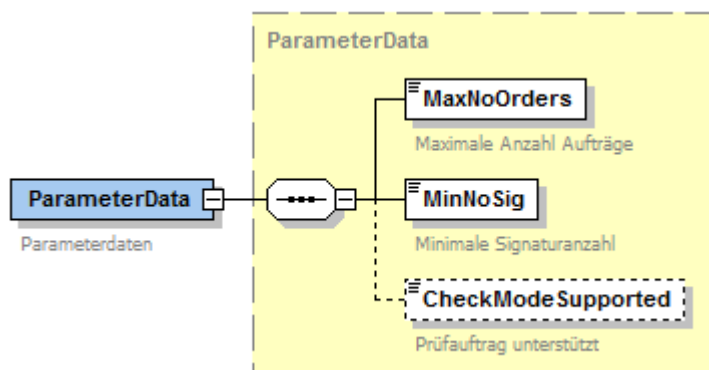 ParameterData
MaxNoOrders
Maximale Anzahl Aufträge
ParameterData
Parameterdaten
MinNoSig
Minimale Signaturanzahl
CheckModeSupported
Prüfauftrag unterstützt